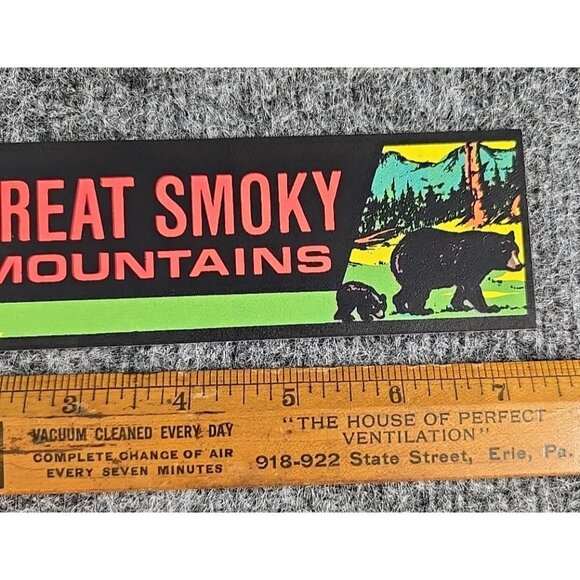 REAT SMOKY
MOUNTAINS
3 4 5 6 7
VACUUM CLEANED EVERY DAY
COMPLETE CHANGE OF AIR
EVERY SEVEN MINUTES
"THE HOUSE OF PERFECT
VENTILATION"
918-922 State Street, Erie, Pa.